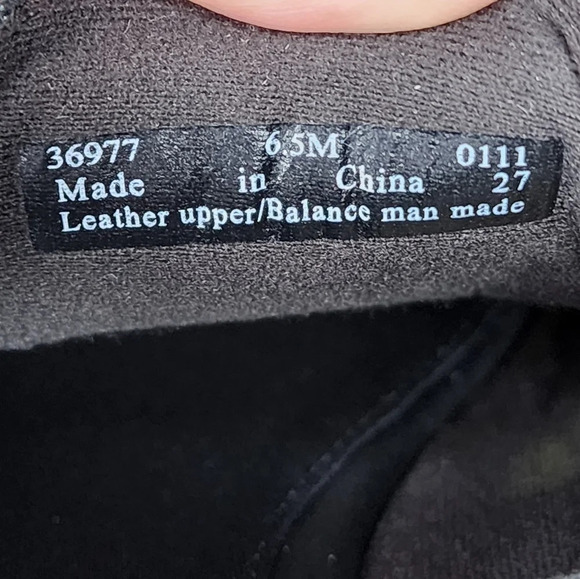 36977 6.5M 0111
Made in China 27
Leather upper/Balance man made